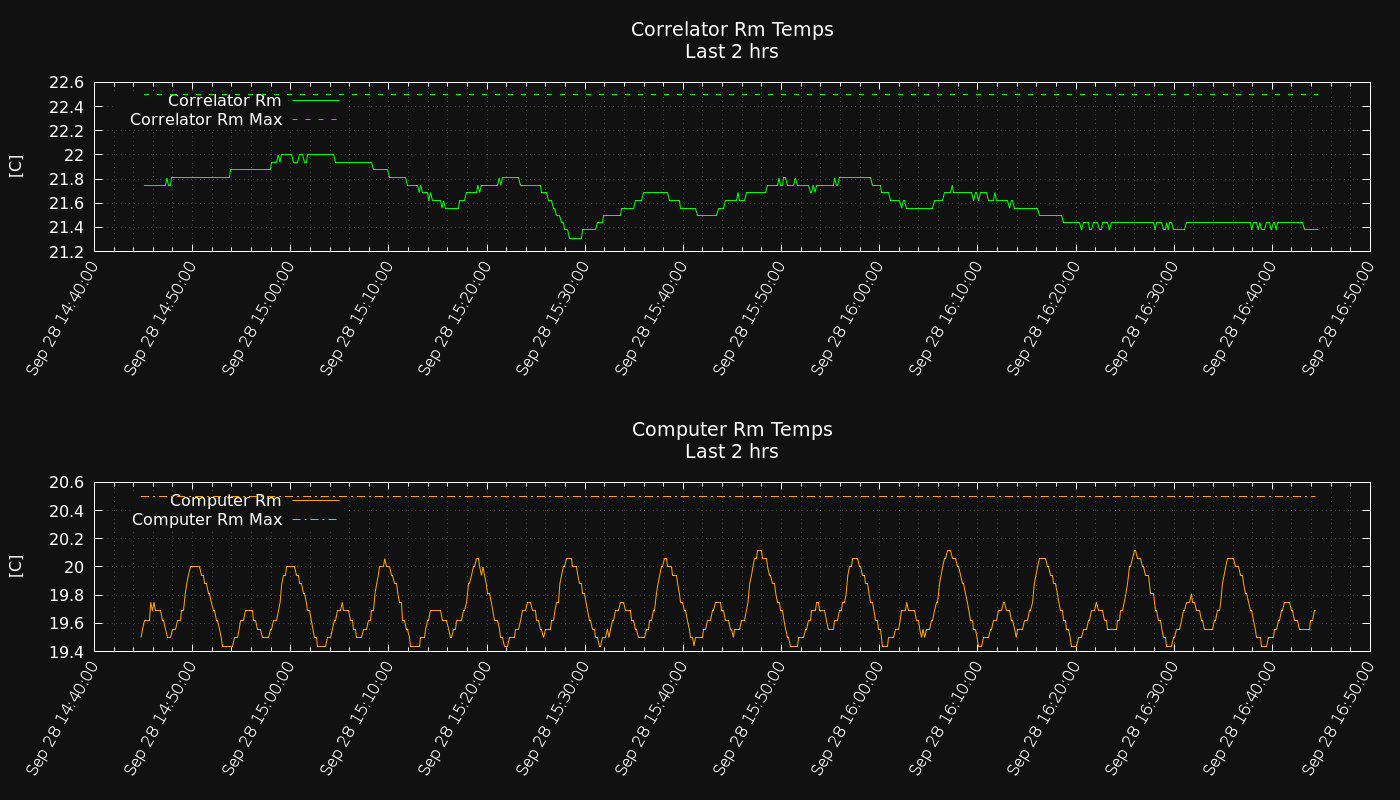 Correlator Rm Temps
Last 2 hrs
22.6
22.4
22.2
22
21.8
21.6
21.4
21.2
[C]
Correlator Rm
Correlator Rm Max
Sep 28 14:40:00
Sep 28 14:50:00
Sep 28 15:00:00
Sep 28 15:10:00
Sep 28 15:20:00
Sep 28 15:30:00
Sep 28 15:40:00
Sep 28 15:50:00
Sep 28 16:00:00
Sep 28 16:10:00
Sep 28 16:20:00
Sep 28 16:30:00
Sep 28 16:40:00
Sep 28 16:50:00
Computer Rm Temps
Last 2 hrs
20.6
20.4
20.2
20
19.8
19.6
19.4
[C]
Computer Rm
Computer Rm Max
Sep 28 14:40:00
Sep 28 14:50:00
Sep 28 15:00:00
Sep 28 15:10:00
Sep 28 15:20:00
Sep 28 15:30:00
Sep 28 15:40:00
Sep 28 15:50:00
Sep 28 16:00:00
Sep 28 16:10:00
Sep 28 16:20:00
Sep 28 16:30:00
Sep 28 16:40:00
Sep 28 16:50:00